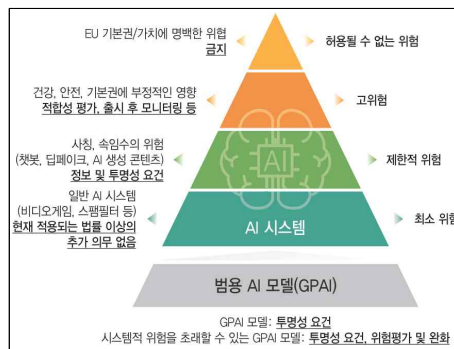 EU 기본권/가치에 명백한 위협
금지
허용될 수 없는 위험
건강, 안전, 기본권에 부정적인 영향
적합성 평가, 출시 후 모니터링 등
고위험
사칭, 속임수의 위험
(챗봇, 딥페이크, AI 생성 콘텐츠)
정보 및 투명성 요건
AI
제한적 위험
일반 AI 시스템
(비디오게임, 스팸필터 등)
현재 적용되는 법률 이상의
추가 의무 없음
AI 시스템
최소 위험
범용 AI 모델(GPAI)
GPAI 모델: 투명성 요건
시스템적 위험을 초래할 수 있는 GPAI 모델: 투명성 요건, 위험평가 및 완화